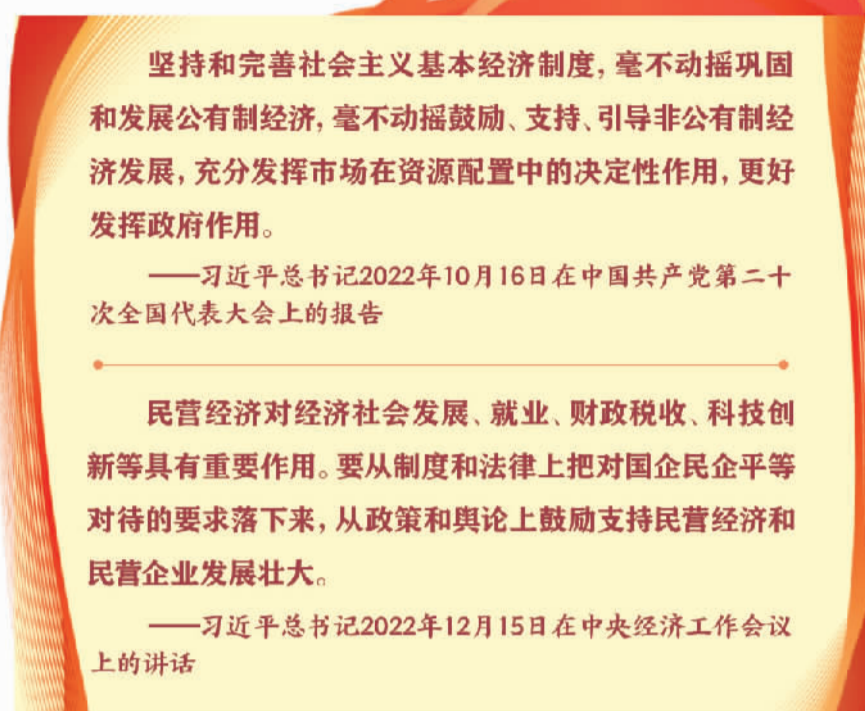 坚持和完善社会主义基本经济制度,毫不动摇巩固
和发展公有制经济,毫不动摇鼓励、支持、引导非公有制经
济发展,充分发挥市场在资源配置中的决定性作用,更好
发挥政府作用。
——习近平总书记2022年10月16日在中国共产党第二十
次全国代表大会上的报告
民营经济对经济社会发展、就业、财政税收、科技创
新等具有重要作用。要从制度和法律上把对国企民企平等
对待的要求落下来,从政策和舆论上鼓励支持民营经济和
民营企业发展壮大。
——习近平总书记2022年12月15日在中央经济工作会议
上的讲话